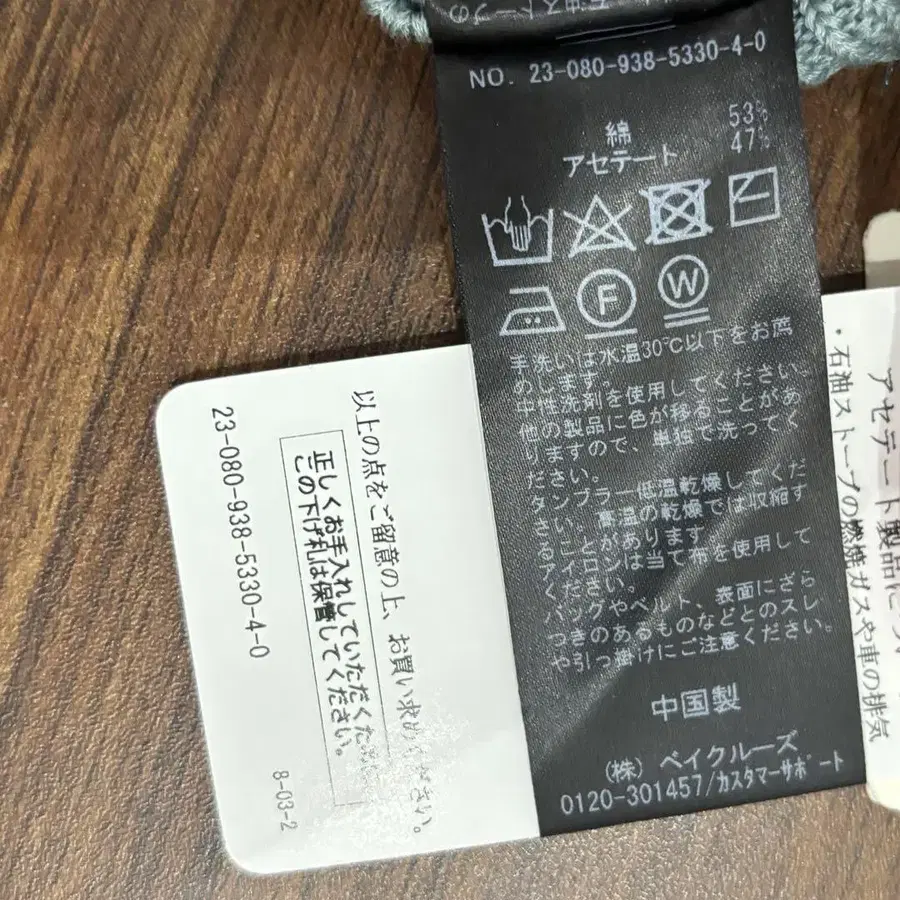 石油ストーブの
NO. 23-080-938-5330-4-0
綿 53%
アセテート 47%
F W
手洗いは水温30℃以下をお薦
めします。
中性洗剤を使用してください。
他の製品に色が移ることがあ
りますので、単独で洗ってく
ださい。
タンブラー低温乾燥してくだ
さい。高温の乾燥では収縮す
ることがあります。
アイロンは当て布を使用して
ください。
バッグやベルト、表面にざら
つきのあるものなどとのスレ
や引っ掛けにご注意ください。
中国製
(株) ベイクルーズ
0120-301457/カスタマーサポート
以上の点をご留意の上、お買い求めください。
正しくお手入れしていただくため
この下げ札は保管してください。
23-080-938-5330-4-0
8-03-2
アセテート製品に
・石油ストーブの燃焼ガスや車の排気